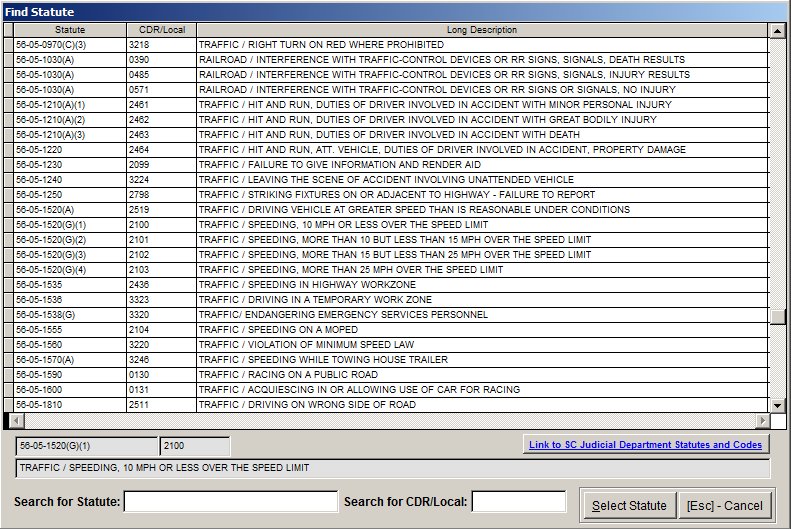 Find Statute
Statute CDR/Local Long Description
56-05-0970(C)(3) 3218 TRAFFIC / RIGHT TURN ON RED WHERE PROHIBITED
56-05-1030(A) 0390 RAILROAD / INTERFERENCE WITH TRAFFIC-CONTROL DEVICES OR RR SIGNS, SIGNALS, DEATH RESULTS
56-05-1030(A) 0485 RAILROAD / INTERFERENCE WITH TRAFFIC-CONTROL DEVICES OR RR SIGNS, SIGNALS, INJURY RESULTS
56-05-1030(A) 0571 RAILROAD / INTERFERENCE WITH TRAFFIC-CONTROL DEVICES OR RR SIGNS OR SIGNALS, NO INJURY
56-05-1210(A)(1) 2461 TRAFFIC / HIT AND RUN, DUTIES OF DRIVER INVOLVED IN ACCIDENT WITH MINOR PERSONAL INJURY
56-05-1210(A)(2) 2462 TRAFFIC / HIT AND RUN, DUTIES OF DRIVER INVOLVED IN ACCIDENT WITH GREAT BODILY INJURY
56-05-1210(A)(3) 2463 TRAFFIC / HIT AND RUN, DUTIES OF DRIVER INVOLVED IN ACCIDENT WITH DEATH
56-05-1220 2464 TRAFFIC / HIT AND RUN, ATT. VEHICLE, DUTIES OF DRIVER INVOLVED IN ACCIDENT, PROPERTY DAMAGE
56-05-1230 2099 TRAFFIC / FAILURE TO GIVE INFORMATION AND RENDER AID
56-05-1240 3224 TRAFFIC / LEAVING THE SCENE OF ACCIDENT INVOLVING UNATTENDED VEHICLE
56-05-1250 2798 TRAFFIC / STRIKING FIXTURES ON OR ADJACENT TO HIGHWAY - FAILURE TO REPORT
56-05-1520(A) 2519 TRAFFIC / DRIVING VEHICLE AT GREATER SPEED THAN IS REASONABLE UNDER CONDITIONS
56-05-1520(G)(1) 2100 TRAFFIC / SPEEDING, 10 MPH OR LESS OVER THE SPEED LIMIT
56-05-1520(G)(2) 2101 TRAFFIC / SPEEDING, MORE THAN 10 BUT LESS THAN 15 MPH OVER THE SPEED LIMIT
56-05-1520(G)(3) 2102 TRAFFIC / SPEEDING, MORE THAN 15 BUT LESS THAN 25 MPH OVER THE SPEED LIMIT
56-05-1520(G)(4) 2103 TRAFFIC / SPEEDING, MORE THAN 25 MPH OVER THE SPEED LIMIT
56-05-1535 2436 TRAFFIC / SPEEDING IN HIGHWAY WORKZONE
56-05-1536 3323 TRAFFIC / DRIVING IN A TEMPORARY WORK ZONE
56-05-1538(G) 3320 TRAFFIC/ ENDANGERING EMERGENCY SERVICES PERSONNEL
56-05-1555 2104 TRAFFIC / SPEEDING ON A MOPED
56-05-1560 3220 TRAFFIC / VIOLATION OF MINIMUM SPEED LAW
56-05-1570(A) 3246 TRAFFIC / SPEEDING WHILE TOWING HOUSE TRAILER
56-05-1590 0130 TRAFFIC / RACING ON A PUBLIC ROAD
56-05-1600 0131 TRAFFIC / ACQUIESCING IN OR ALLOWING USE OF CAR FOR RACING
56-05-1810 2511 TRAFFIC / DRIVING ON WRONG SIDE OF ROAD
56-05-1520(G)(1) 2100 Link to SC Judicial Department Statutes and Codes
TRAFFIC / SPEEDING, 10 MPH OR LESS OVER THE SPEED LIMIT
Search for Statute: Search for CDR/Local: Select Statute [Esc] - Cancel